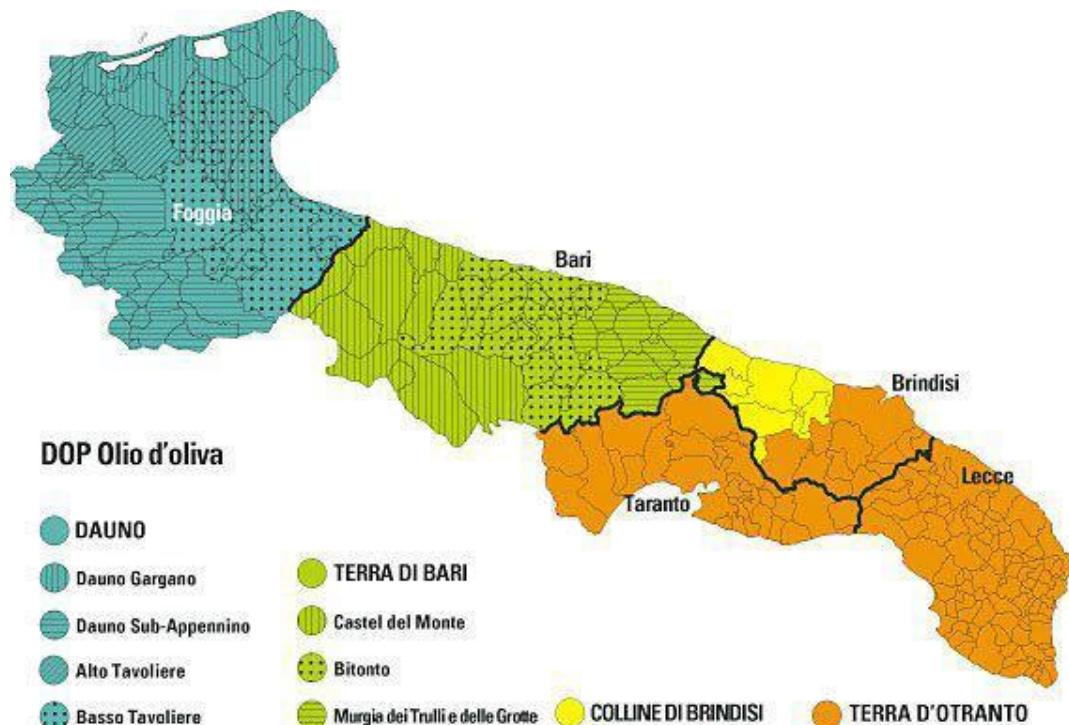 Foggia
Bari
Brindisi
Lecce
Taranto
DOP Olio d'oliva
DAUNO
Dauno Gargano
Dauno Sub-Appennino
Alto Tavoliere
Basso Tavoliere
TERRA DI BARI
Castel del Monte
Bitonto
Murgia dei Trulli e delle Grotte
COLLINE DI BRINDISI
TERRA D'OTRANTO